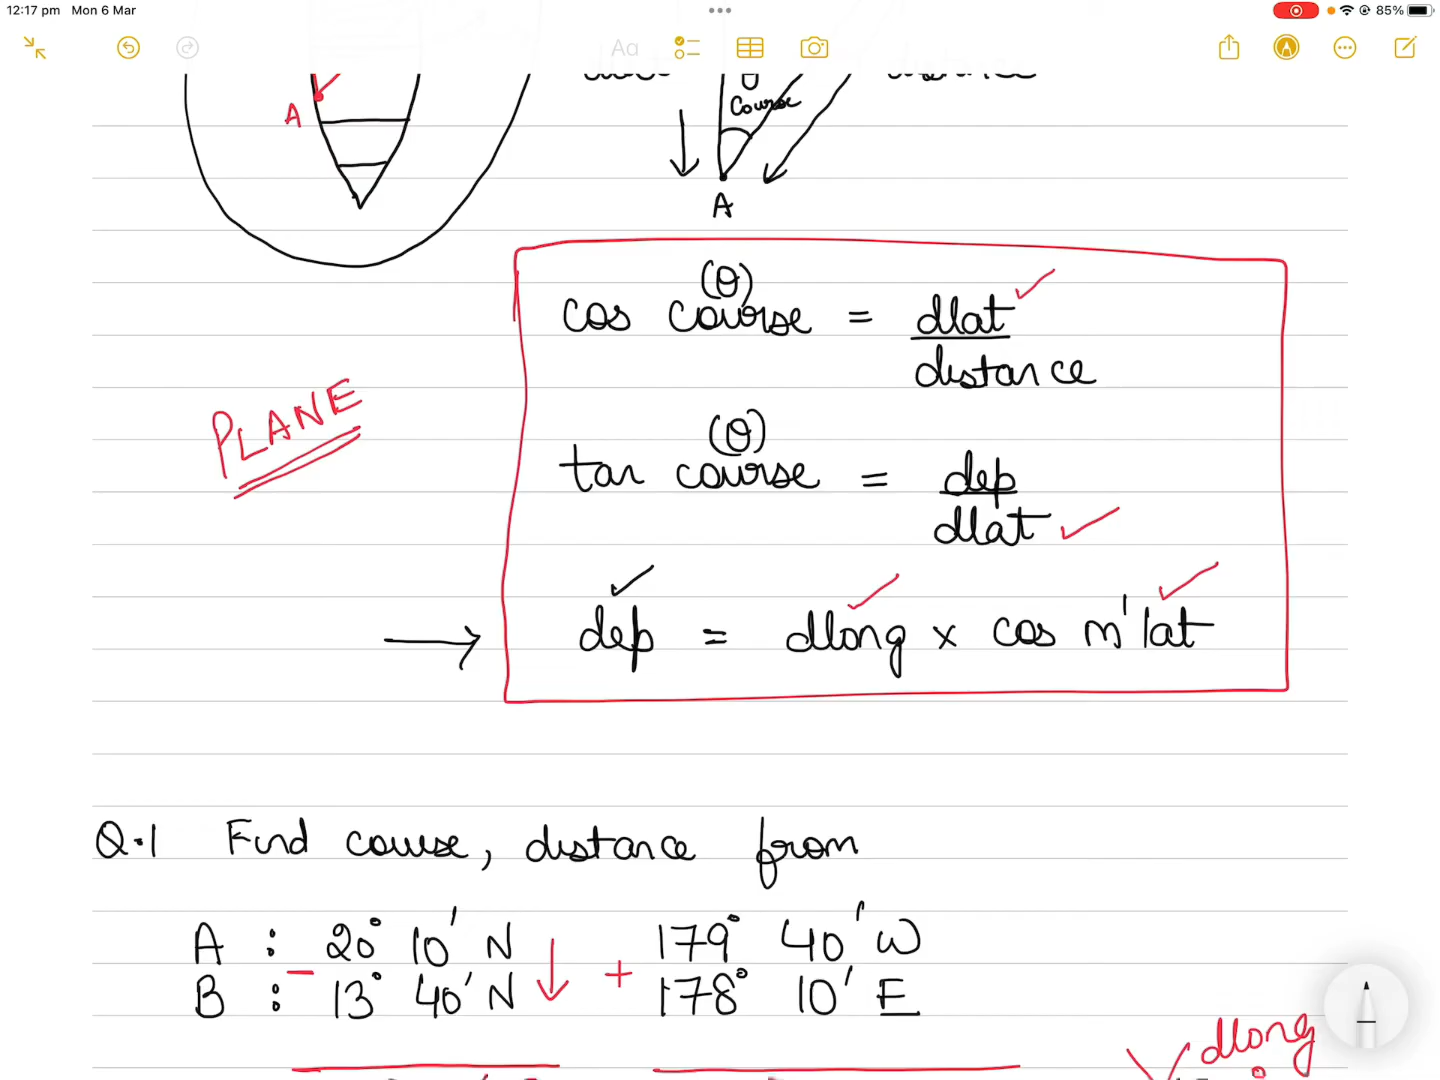 12:17 pm Mon 6 Mar
85%
Aa
A
Course
distance
A
(θ)
cos course = dlat
distance
PLANE
(θ)
tan course = dep
dlat
dep = dlong x cos m'lat
Q.1 Find course, distance from
A : 20° 10' N 179° 40' W
- +
B : 13° 40' N 178° 10' E
dlong